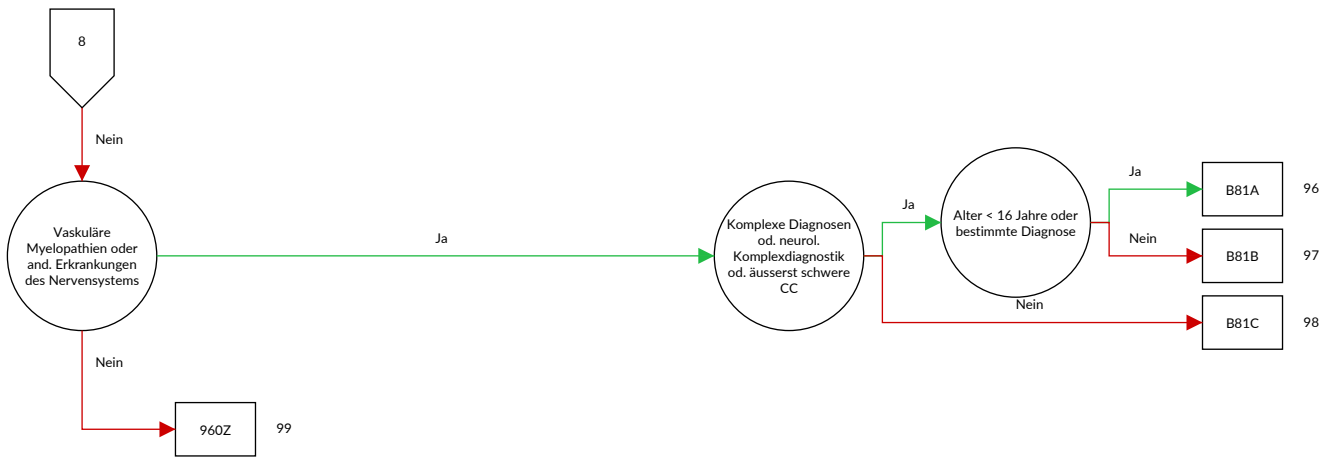 8
Nein
Vaskuläre
Myelopathien oder
and. Erkrankungen
des Nervensystems
Ja
Komplexe Diagnosen
od. neurol.
Komplexdiagnostik
od. äusserst schwere
CC
Ja
Alter < 16 Jahre oder
bestimmte Diagnose
Ja
B81A
96
Nein
B81B
97
Nein
B81C
98
Nein
960Z
99